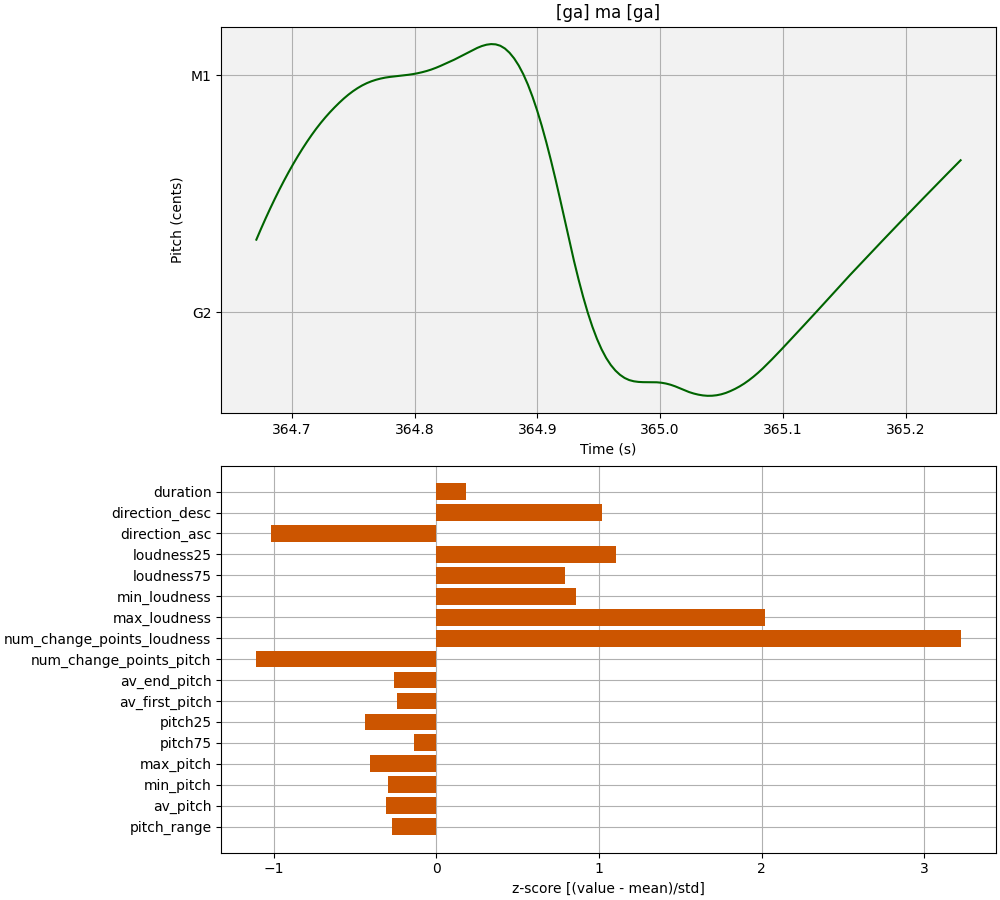 [ga] ma [ga]
M1
G2
Pitch (cents)
364.7 364.8 364.9 365.0 365.1 365.2
Time (s)
duration
direction_desc
direction_asc
loudness25
loudness75
min_loudness
max_loudness
num_change_points_loudness
num_change_points_pitch
av_end_pitch
av_first_pitch
pitch25
pitch75
max_pitch
min_pitch
av_pitch
pitch_range
−1 0 1 2 3
z-score [(value - mean)/std]